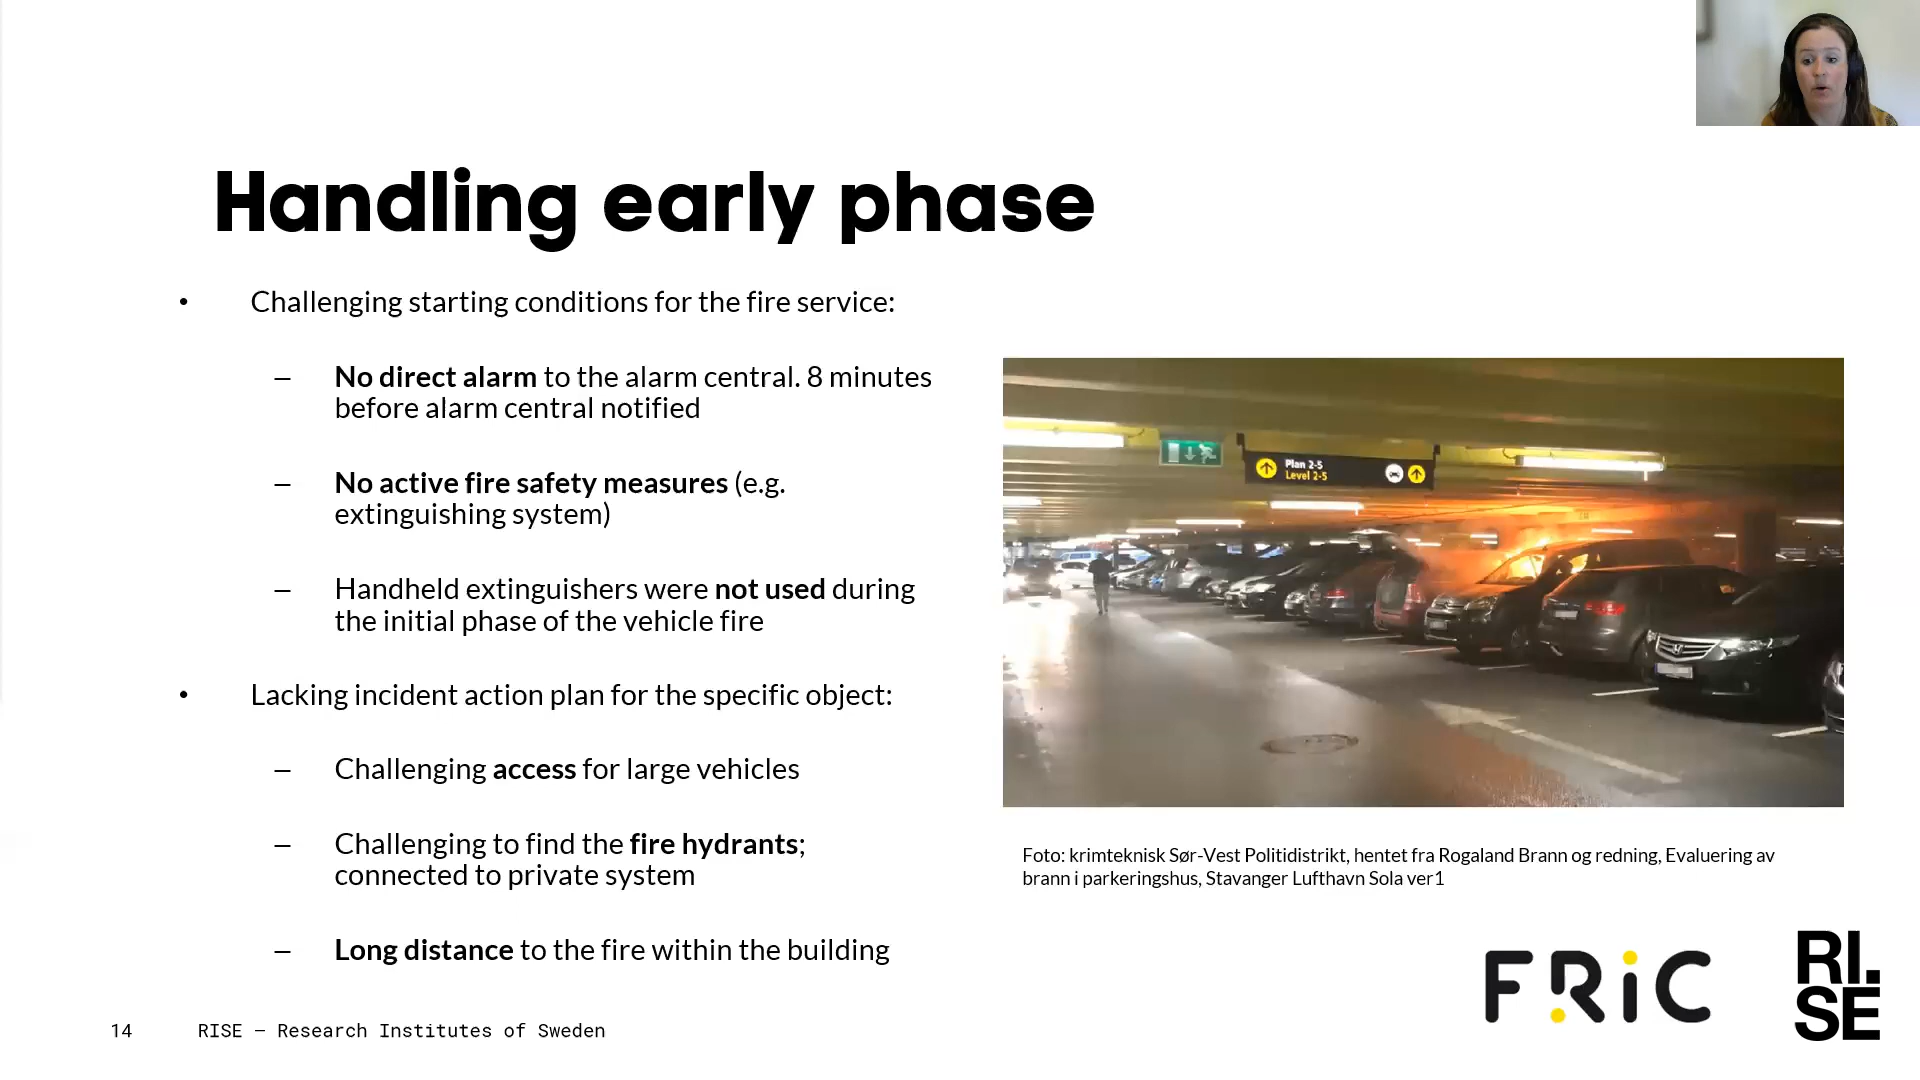 Handling early phase
• Challenging starting conditions for the fire service:
– No direct alarm to the alarm central. 8 minutes
before alarm central notified
– No active fire safety measures (e.g.
extinguishing system)
– Handheld extinguishers were not used during
the initial phase of the vehicle fire
• Lacking incident action plan for the specific object:
– Challenging access for large vehicles
– Challenging to find the fire hydrants;
connected to private system
– Long distance to the fire within the building
Plan 2-5
Level 2-5
Foto: krimteknisk Sør-Vest Politidistrikt, hentet fra Rogaland Brann og redning, Evaluering av
brann i parkeringshus, Stavanger Lufthavn Sola ver1
FRiC
RI.
SE
14 RISE — Research Institutes of Sweden